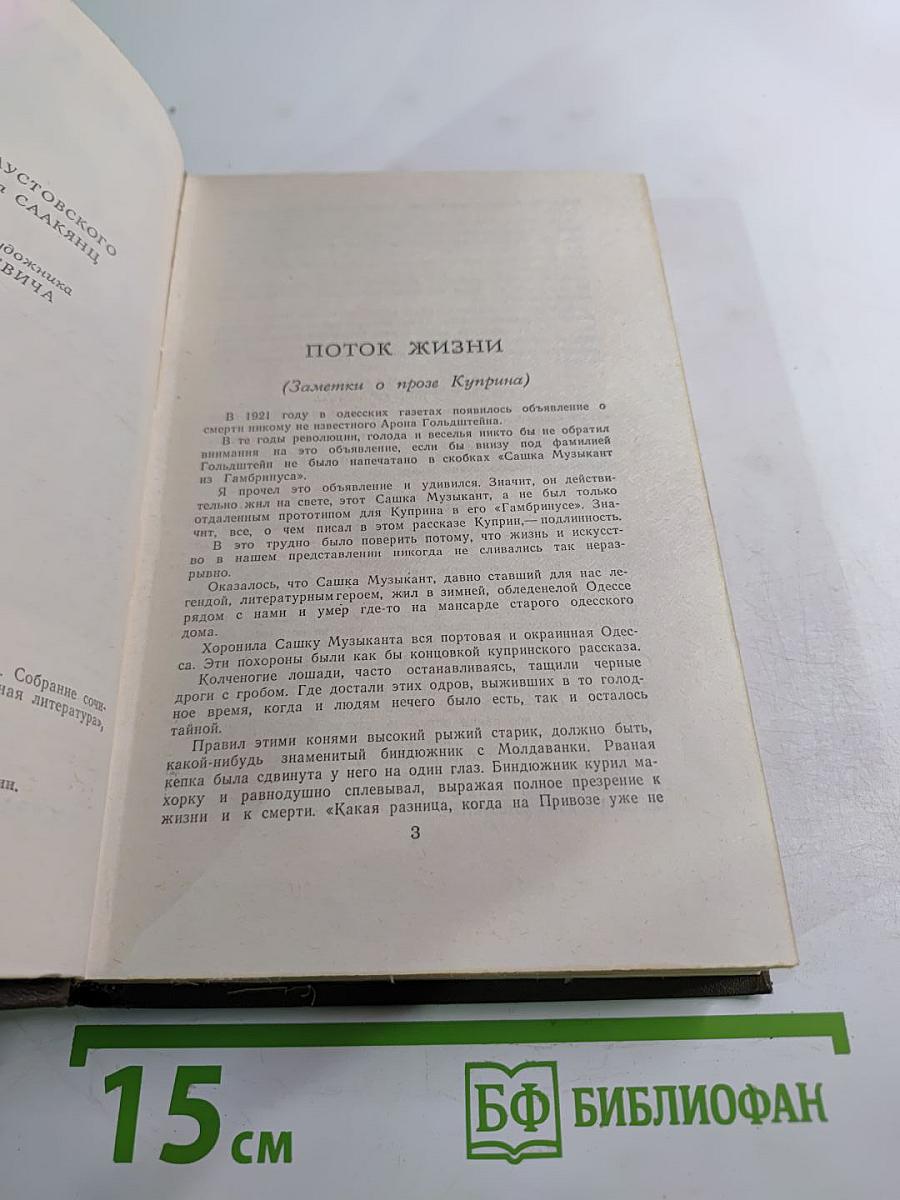 АУСТОВСКОГО
СААКЯНЦ
удожника
ЕВИЧА
. Собрание сочи-
ная литература»,
ии.
ПОТОК ЖИЗНИ
(Заметки о прозе Куприна)
В 1921 году в одесских газетах появилось объявление о
смерти никому не известного Арона Гольдштейна.
В те годы революции, голода и веселья никто бы не обратил
внимания на это объявление, если бы внизу под фамилией
Гольдштейн не было напечатано в скобках «Сашка Музыкант
из Гамбринуса».
Я прочел это объявление и удивился. Значит, он действи-
тельно жил на свете, этот Сашка Музыкант, а не был только
отдаленным прототипом для Куприна в его «Гамбринусе». Зна-
чит, все, о чем писал в этом рассказе Куприн,— подлинность.
В это трудно было поверить потому, что жизнь и искусст-
во в нашем представлении никогда не сливались так нераз-
рывно.
Оказалось, что Сашка Музыкант, давно ставший для нас ле-
гендой, литературным героем, жил в зимней, обледенелой Одессе
рядом с нами и умер где-то на мансарде старого одесского
дома.
Хоронила Сашку Музыканта вся портовая и окраинная Одес-
са. Эти похороны были как бы концовкой купринского рассказа.
Колченогие лошади, часто останавливаясь, тащили черные
дроги с гробом. Где достали этих одров, выживших в то голод-
ное время, когда и людям нечего было есть, так и осталось
тайной.
Правил этими конями высокий рыжий старик, должно быть,
какой-нибудь знаменитый биндюжник с Молдаванки. Рваная
кепка была сдвинута у него на один глаз. Биндюжник курил ма-
хорку и равнодушно сплевывал, выражая полное презрение к
жизни и к смерти. «Какая разница, когда на Привозе уже не
3
15 см
БФ БИБЛИОФАН